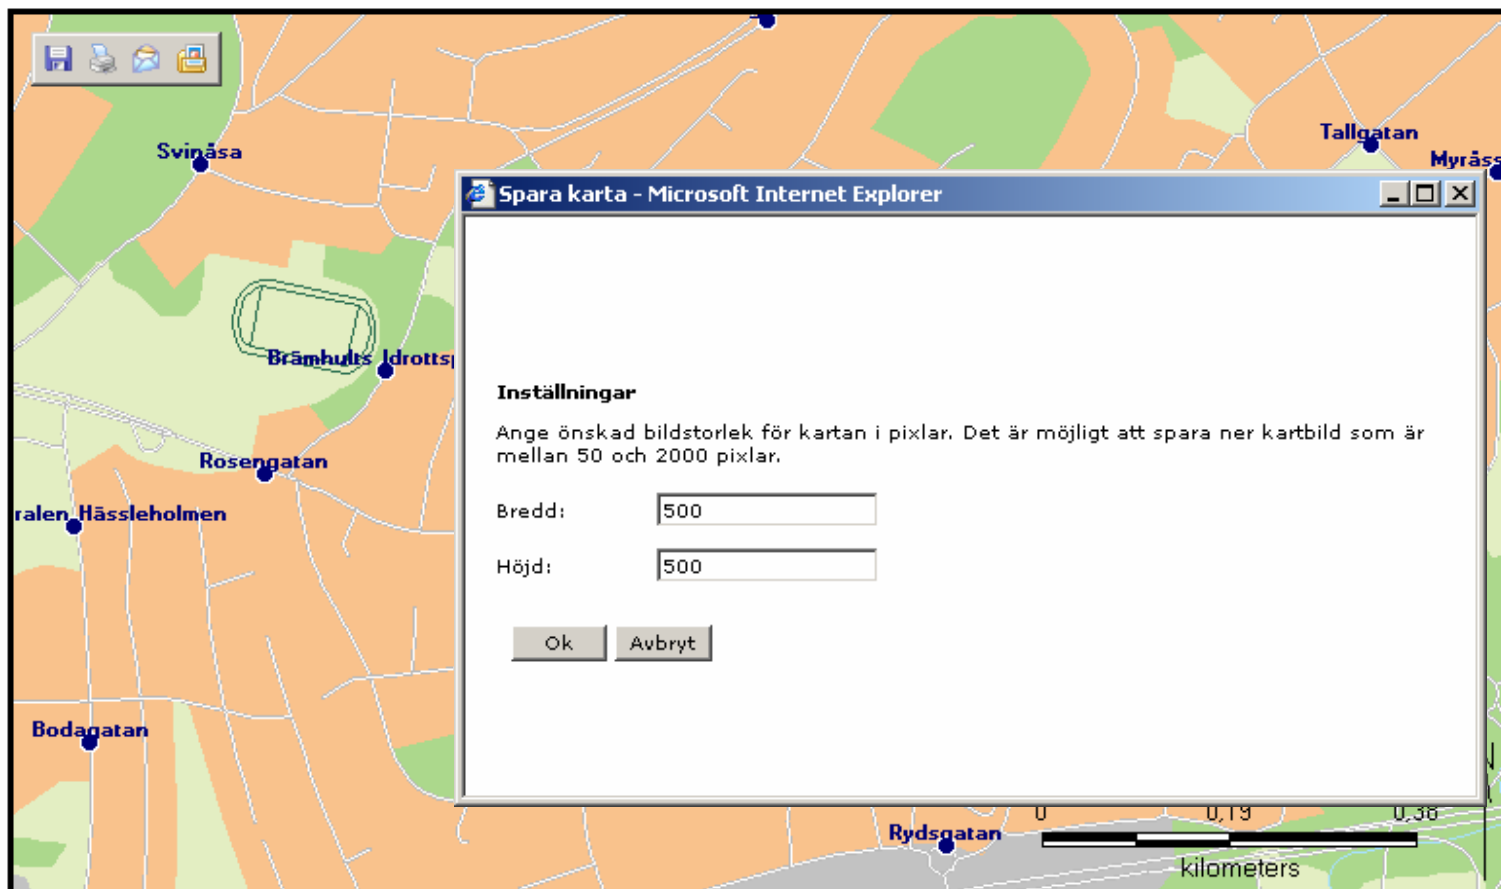 Svinåsa
Tallgatan
Myråss
Spara karta - Microsoft Internet Explorer
Brämhults Idrottsp
Inställningar
Ange önskad bildstorlek för kartan i pixlar. Det är möjligt att spara ner kartbild som är
mellan 50 och 2000 pixlar.
Rosengatan
ralen Hässleholmen
Bredd: 500
Höjd: 500
Ok Avbryt
Bodagatan
N
0 0,19 0,38
Rydsgatan
kilometers